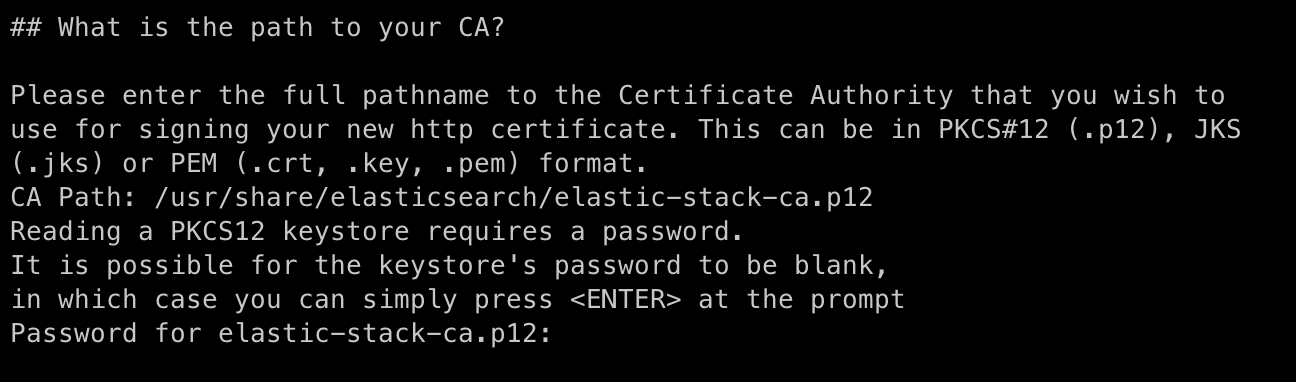 ## What is the path to your CA?
Please enter the full pathname to the Certificate Authority that you wish to
use for signing your new http certificate. This can be in PKCS#12 (.p12), JKS
(.jks) or PEM (.crt, .key, .pem) format.
CA Path: /usr/share/elasticsearch/elastic-stack-ca.p12
Reading a PKCS12 keystore requires a password.
It is possible for the keystore's password to be blank,
in which case you can simply press <ENTER> at the prompt
Password for elastic-stack-ca.p12: